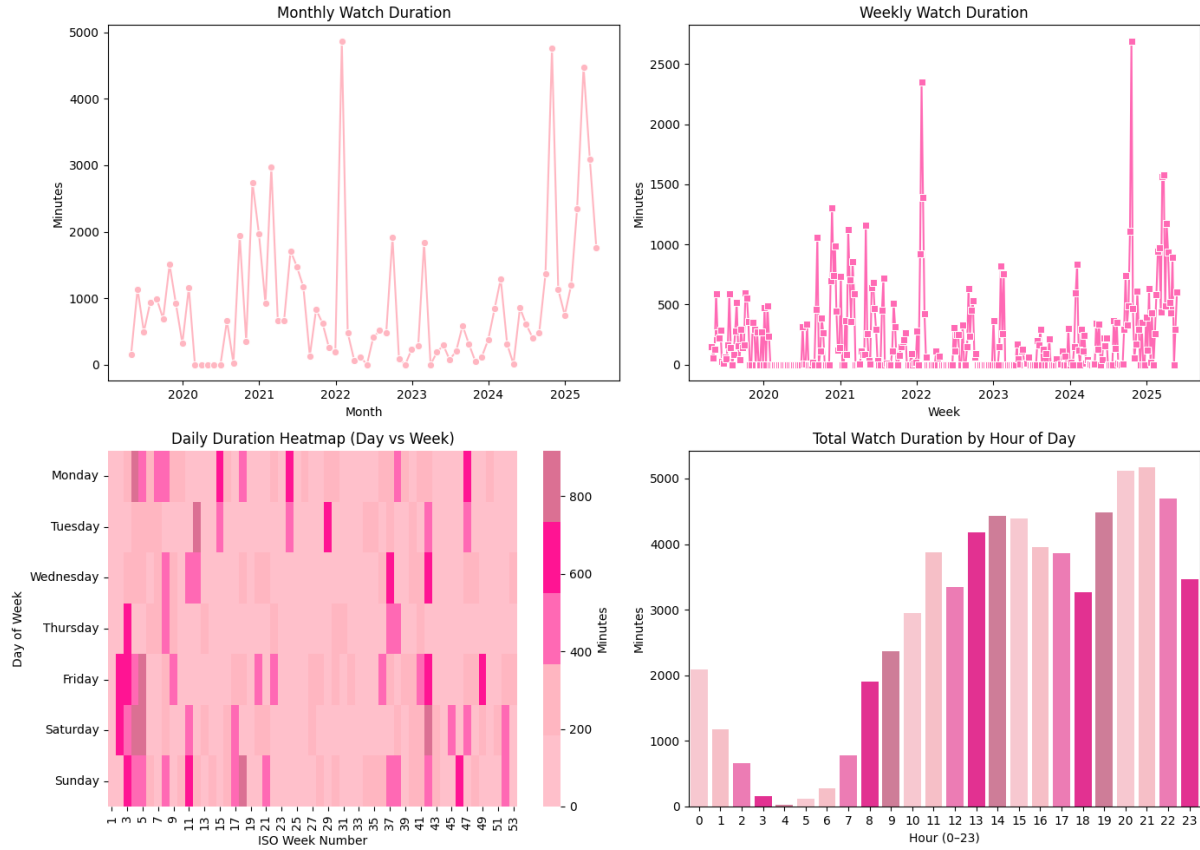 Monthly Watch Duration
Minutes
5000
4000
3000
2000
1000
0
2020 2021 2022 2023 2024 2025
Month
Weekly Watch Duration
Minutes
2500
2000
1500
1000
500
0
2020 2021 2022 2023 2024 2025
Week
Daily Duration Heatmap (Day vs Week)
Day of Week
Monday
Tuesday
Wednesday
Thursday
Friday
Saturday
Sunday
1 3 5 7 9 11 13 15 17 19 21 23 25 27 29 31 33 35 37 39 41 43 45 47 49 51 53
ISO Week Number
800
600
400
200
0
Minutes
Total Watch Duration by Hour of Day
Minutes
5000
4000
3000
2000
1000
0
0 1 2 3 4 5 6 7 8 9 10 11 12 13 14 15 16 17 18 19 20 21 22 23
Hour (0–23)